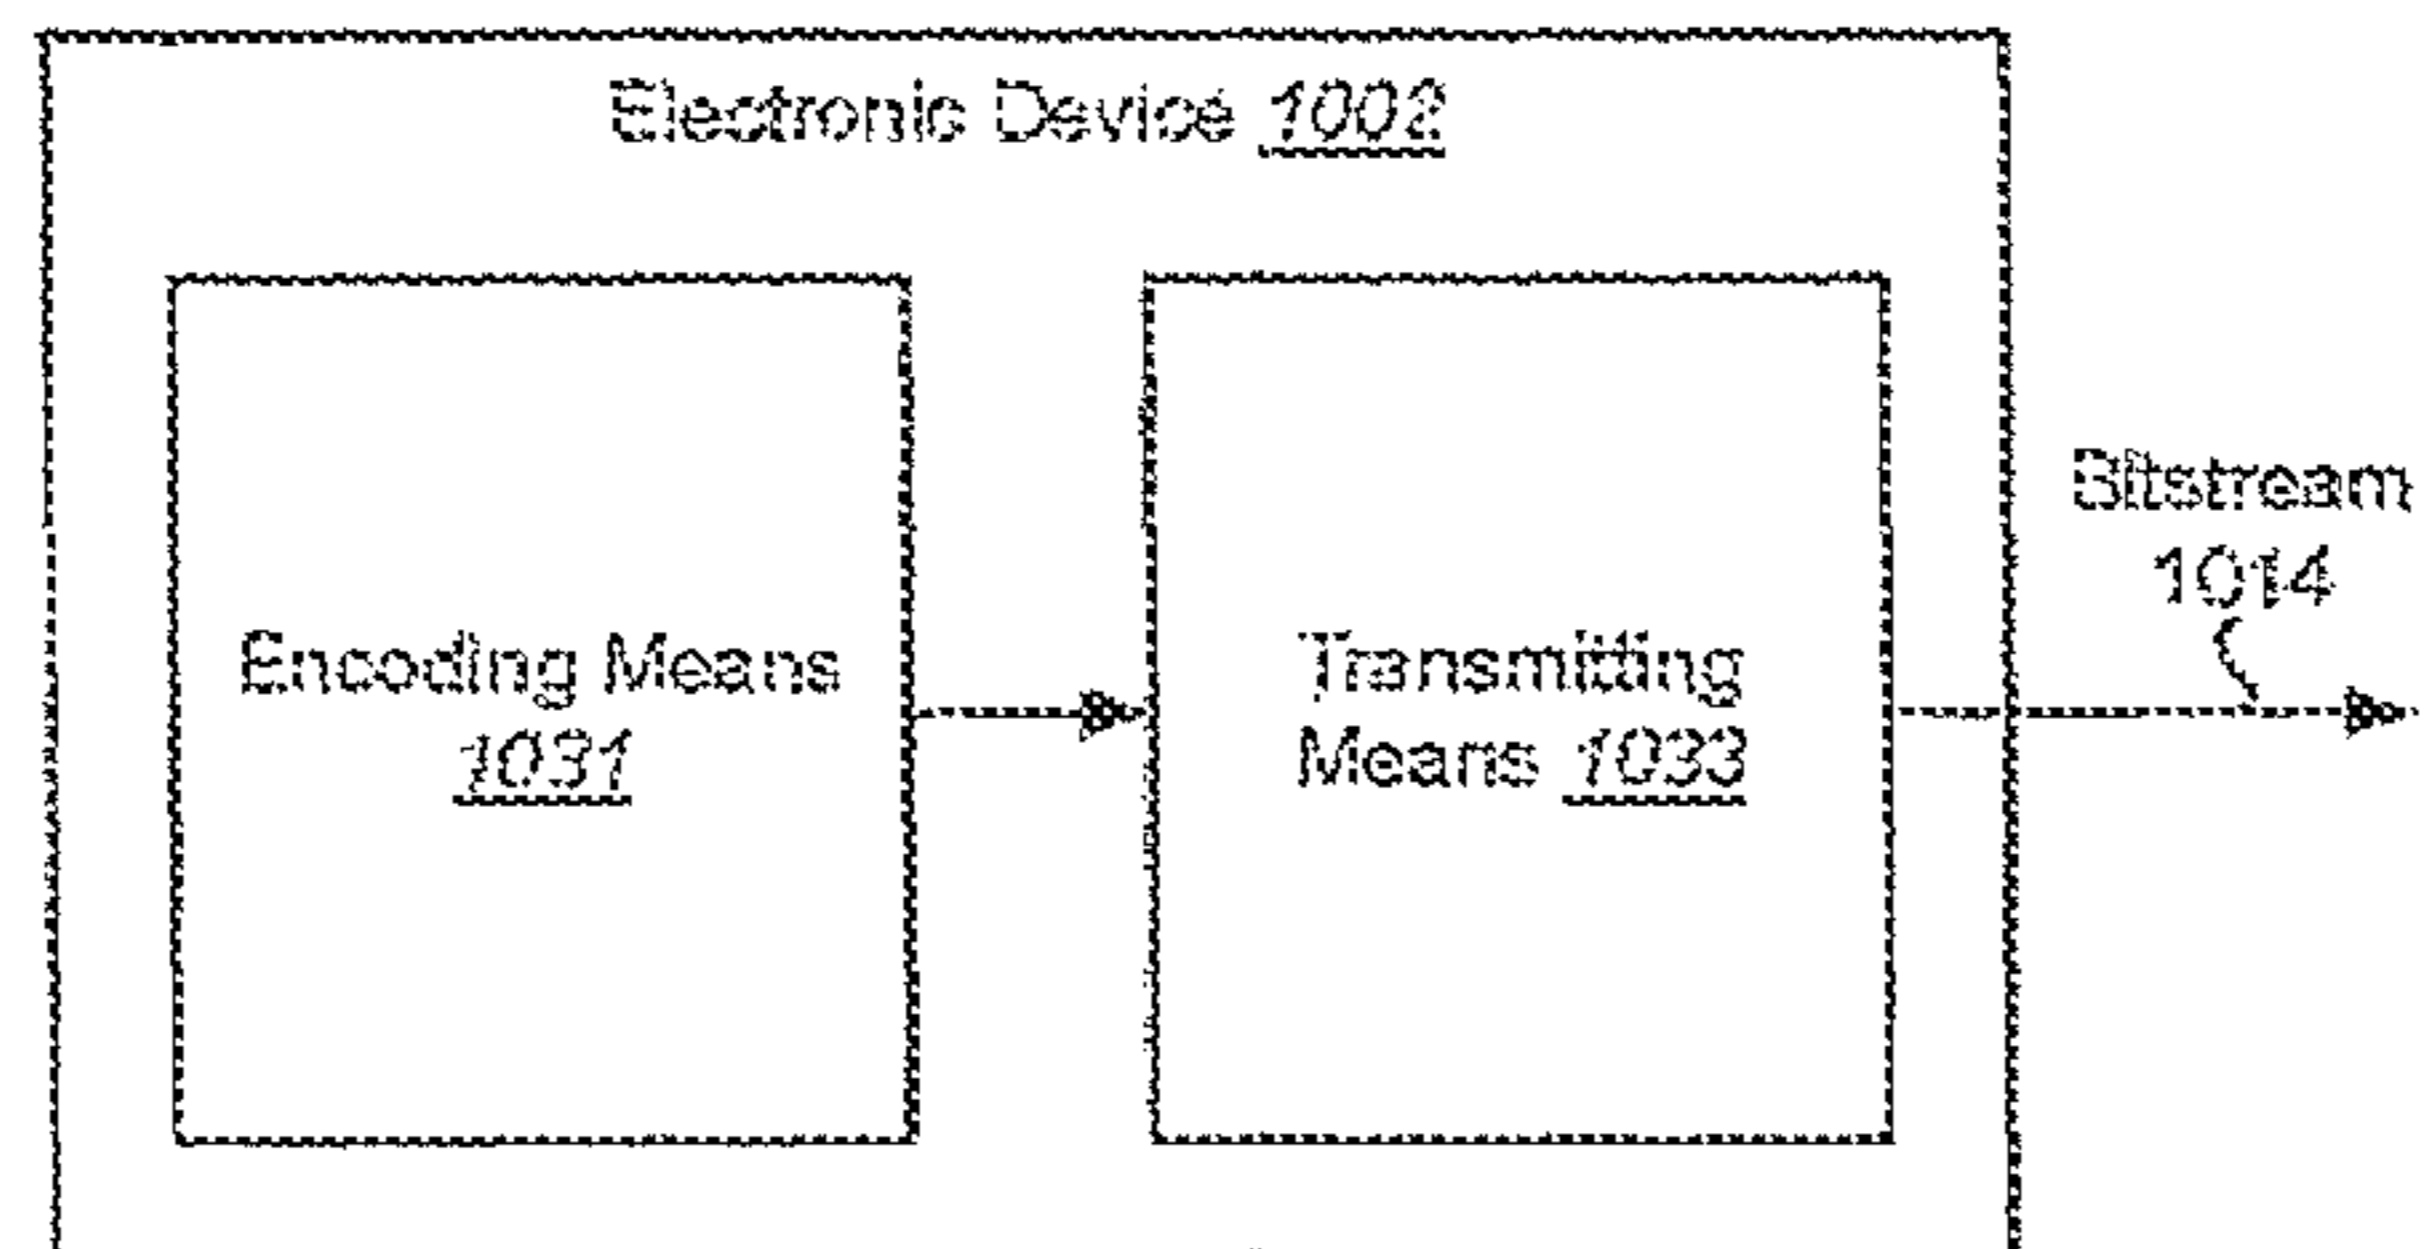 Electronic Device 1002
Bitstream
1014
Encoding Means
1031
Transmitting
Means 1033